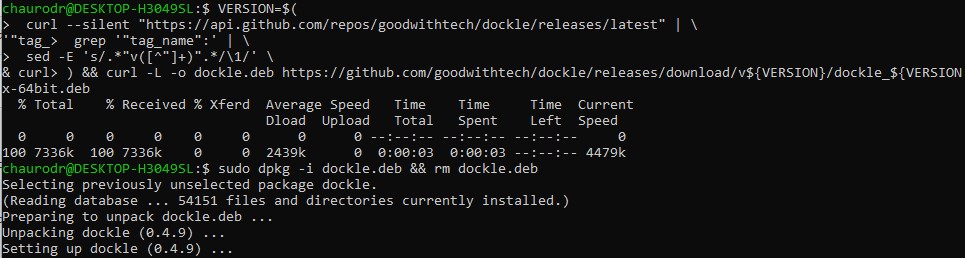 chaurodr@DESKTOP-H3049SL:$ VERSION=$(
>  curl --silent "https://api.github.com/repos/goodwithtech/dockle/releases/latest" | \
'"tag_>  grep '"tag_name":' | \
>  sed -E 's/.*"v([^"]+)".*/\1/' \
& curl> ) && curl -L -o dockle.deb https://github.com/goodwithtech/dockle/releases/download/v${VERSION}/dockle_${VERSION
x-64bit.deb
% Total    % Received % Xferd  Average Speed   Time    Time     Time  Current
Dload  Upload   Total   Spent    Left  Speed
0     0    0     0    0     0      0      0 --:--:-- --:--:-- --:--:--     0
100 7336k  100 7336k    0     0  2439k      0  0:00:03  0:00:03 --:--:-- 4479k
chaurodr@DESKTOP-H3049SL:$ sudo dpkg -i dockle.deb && rm dockle.deb
Selecting previously unselected package dockle.
(Reading database ... 54151 files and directories currently installed.)
Preparing to unpack dockle.deb ...
Unpacking dockle (0.4.9) ...
Setting up dockle (0.4.9) ...